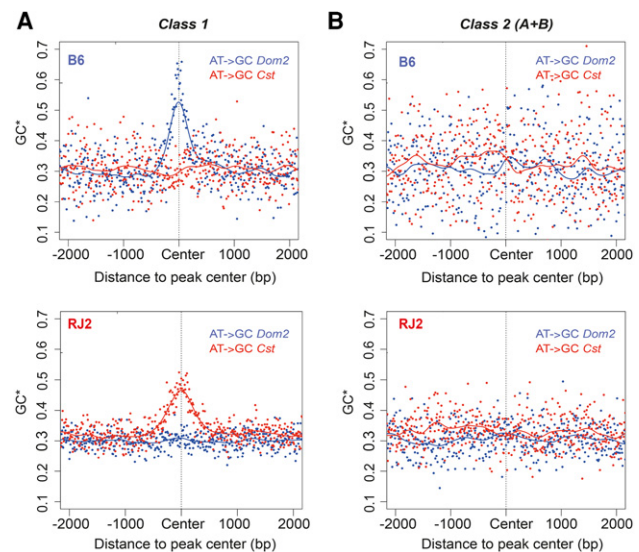 A
Class 1
B
Class 2 (A+B)
B6
AT->GC Dom2
AT->GC Cst
GC*
0.7
0.6
0.5
0.4
0.3
0.2
0.1
-2000 -1000 Center 1000 2000
Distance to peak center (bp)
B6
AT->GC Dom2
AT->GC Cst
GC*
0.7
0.6
0.5
0.4
0.3
0.2
0.1
-2000 -1000 Center 1000 2000
Distance to peak center (bp)
RJ2
AT->GC Dom2
AT->GC Cst
GC*
0.7
0.6
0.5
0.4
0.3
0.2
0.1
-2000 -1000 Center 1000 2000
Distance to peak center (bp)
RJ2
AT->GC Dom2
AT->GC Cst
GC*
0.7
0.6
0.5
0.4
0.3
0.2
0.1
-2000 -1000 Center 1000 2000
Distance to peak center (bp)